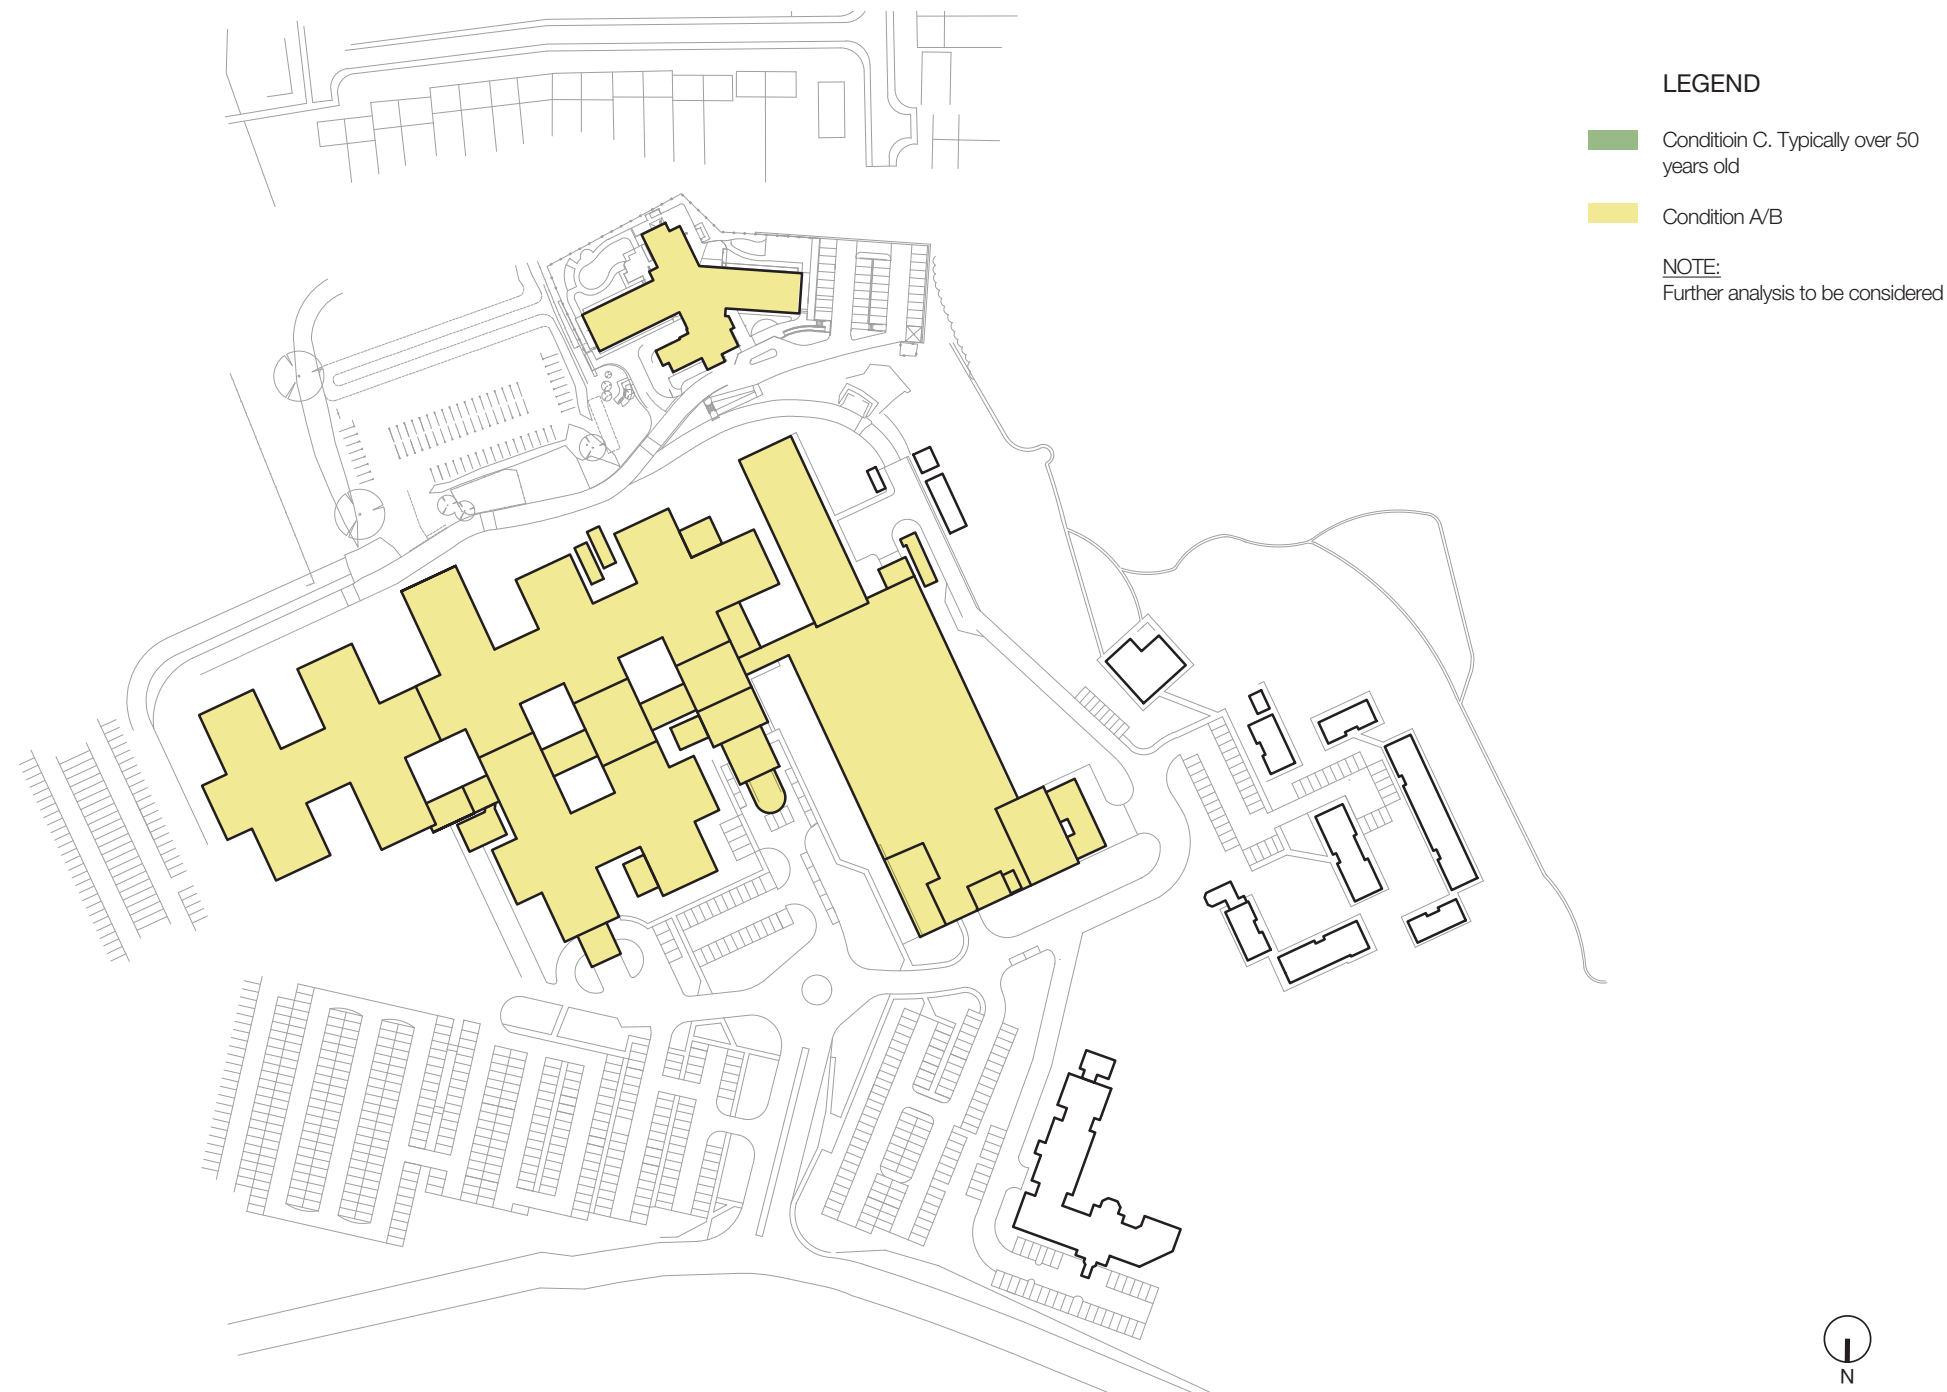 LEGEND
Conditioin C. Typically over 50
years old
Condition A/B
NOTE:
Further analysis to be considered
N